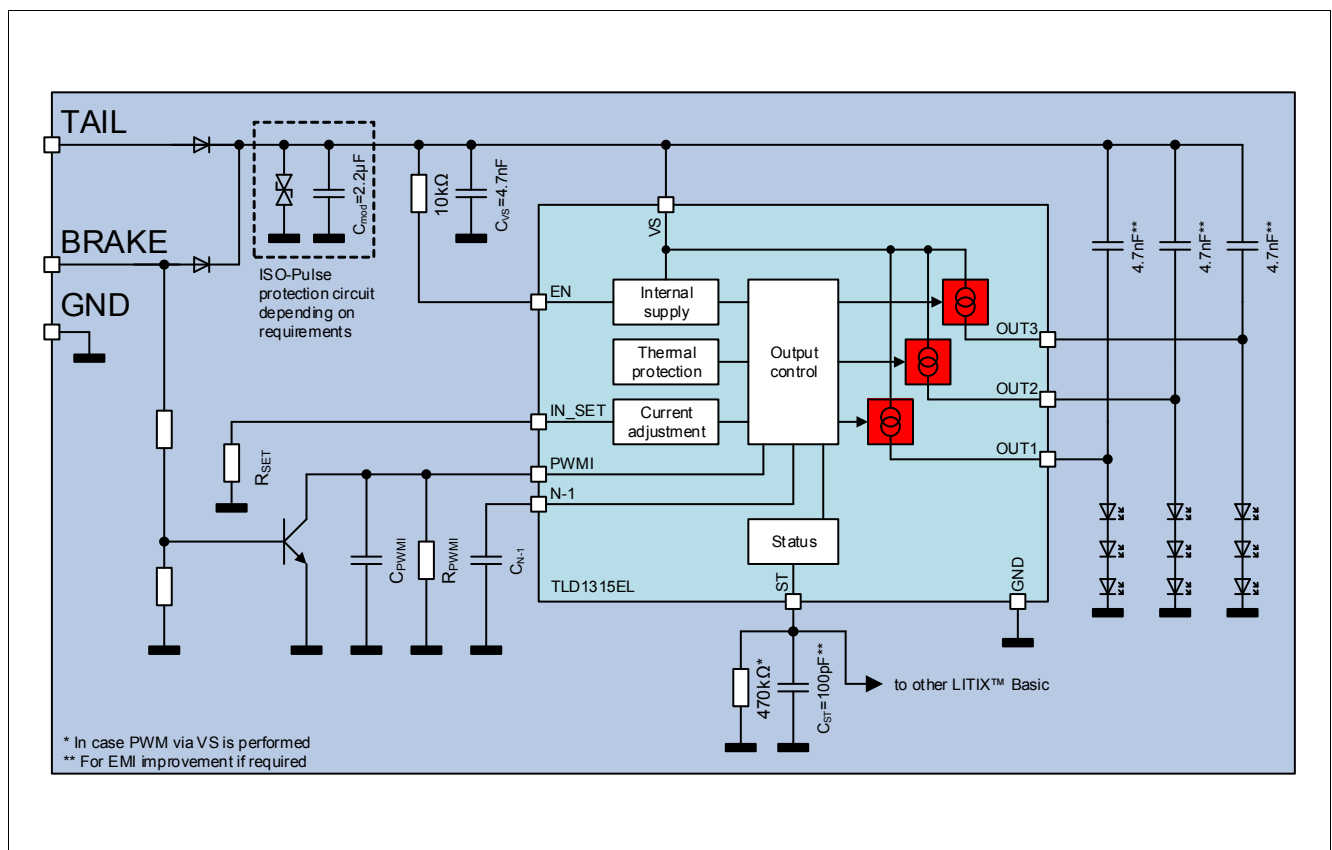 TAIL
BRAKE
GND
ISO-Pulse
protection circuit
depending on
requirements
Cmod=2.2µF
10kΩ
CVS=4.7nF
VS
4.7nF**
4.7nF**
4.7nF**
EN
Internal
supply
Thermal
protection
Output
control
IN_SET
Current
adjustment
OUT3
OUT2
OUT1
RSET
PWMI
N-1
CPWMI
RPWMI
CN-1
Status
TLD1315EL
ST
GND
470kΩ*
CST=100pF**
to other LITIX™ Basic
* In case PWM via VS is performed
** For EMI improvement if required